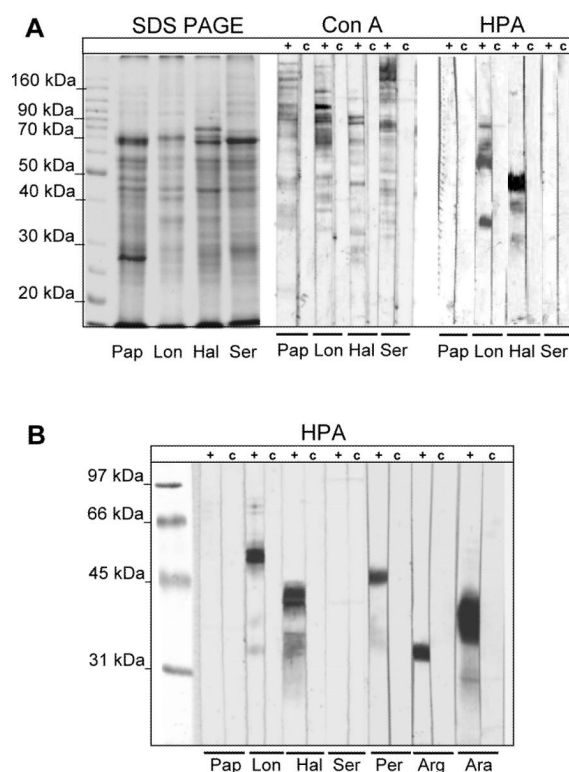 A
SDS PAGE Con A HPA
+ c + c + c + c + c + c + c + c
160 kDa
90 kDa
70 kDa
50 kDa
40 kDa
30 kDa
20 kDa
Pap Lon Hal Ser Pap Lon Hal Ser Pap Lon Hal Ser
B
HPA
+ c + c + c + c + c + c + c
97 kDa
66 kDa
45 kDa
31 kDa
Pap Lon Hal Ser Per Arg Ara